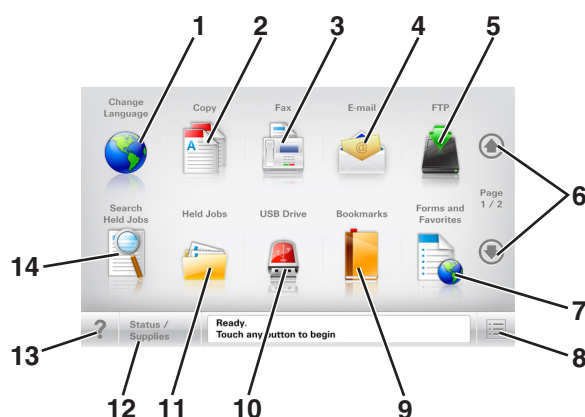 1 2 3 4 5
Change
Language
Copy
Fax
E-mail
FTP
A
@
6
Page
1 / 2
Search
Held Jobs
Held Jobs
USB Drive
Bookmarks
Forms and
Favorites
14
7
?
Status /
Supplies
Ready.
Touch any button to begin
13
12 11 10 9
8